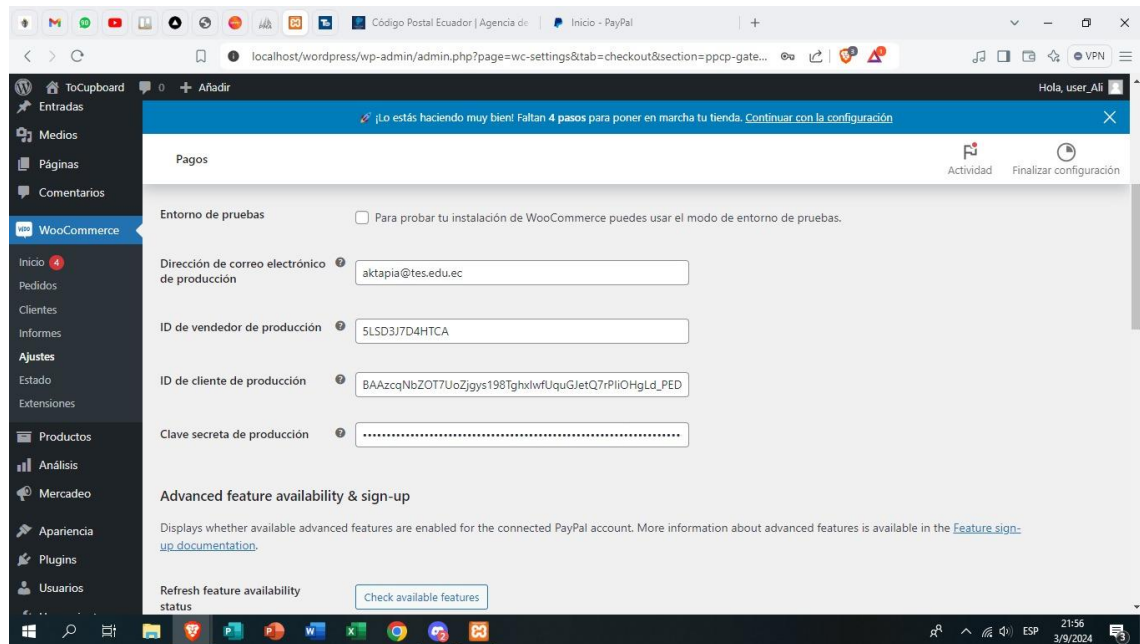 Código Postal Ecuador | Agencia de
Inicio - PayPal
localhost/wordpress/wp-admin/admin.php?page=wc-settings&tab=checkout&section=ppcp-gate...
VPN
ToCupboard
0
Añadir
Hola, user_Ali
Entradas
Medios
Páginas
Comentarios
WooCommerce
Inicio 4
Pedidos
Clientes
Informes
Ajustes
Estado
Extensiones
Productos
Análisis
Mercadeo
Apariencia
Plugins
Usuarios
¡Lo estás haciendo muy bien! Faltan 4 pasos para poner en marcha tu tienda. Continuar con la configuración
Pagos
Actividad
Finalizar configuración
Entorno de pruebas
Para probar tu instalación de WooCommerce puedes usar el modo de entorno de pruebas.
Dirección de correo electrónico
de producción
aktapia@tes.edu.ec
ID de vendedor de producción
5LSD3J7D4HTCA
ID de cliente de producción
BAAzcqNbZOT7UoZjgys198TghxlwfUquGJetQ7rPIiOHgLd_PED
Clave secreta de producción
Advanced feature availability & sign-up
Displays whether available advanced features are enabled for the connected PayPal account. More information about advanced features is available in the Feature sign-
up documentation.
Refresh feature availability
status
Check available features
ESP
21:56
3/9/2024